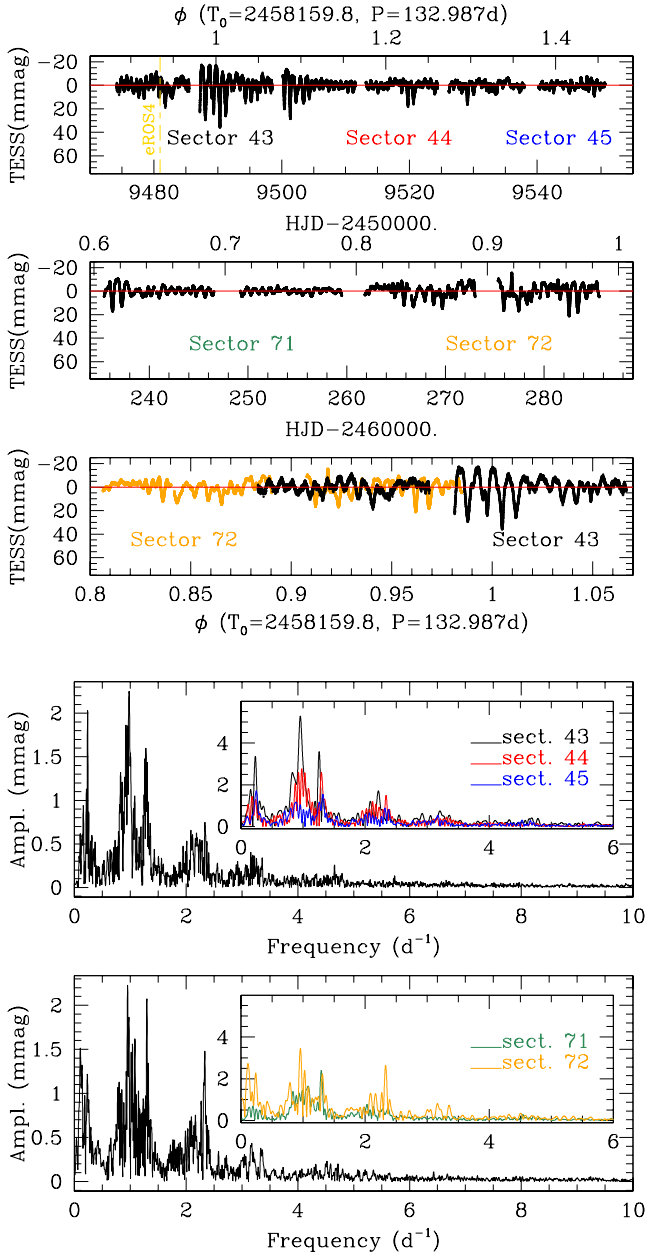 ϕ (T₀=2458159.8, P=132.987d)
1 1.2 1.4
TESS(mmag)
−20
0
20
40
60
eROS4
Sector 43 Sector 44 Sector 45
9480 9500 9520 9540
HJD−2450000.
0.6 0.7 0.8 0.9 1
TESS(mmag)
−20
0
20
40
60
Sector 71 Sector 72
240 250 260 270 280
HJD−2460000.
TESS(mmag)
−20
0
20
40
60
Sector 72 Sector 43
0.8 0.85 0.9 0.95 1 1.05
ϕ (T₀=2458159.8, P=132.987d)
Ampl. (mmag)
2
1.5
1
0.5
0
4
2
0
sect. 43
sect. 44
sect. 45
0 2 4 6
0 2 4 6 8 10
Frequency (d⁻¹)
Ampl. (mmag)
2
1.5
1
0.5
0
4
2
0
sect. 71
sect. 72
0 2 4 6
0 2 4 6 8 10
Frequency (d⁻¹)